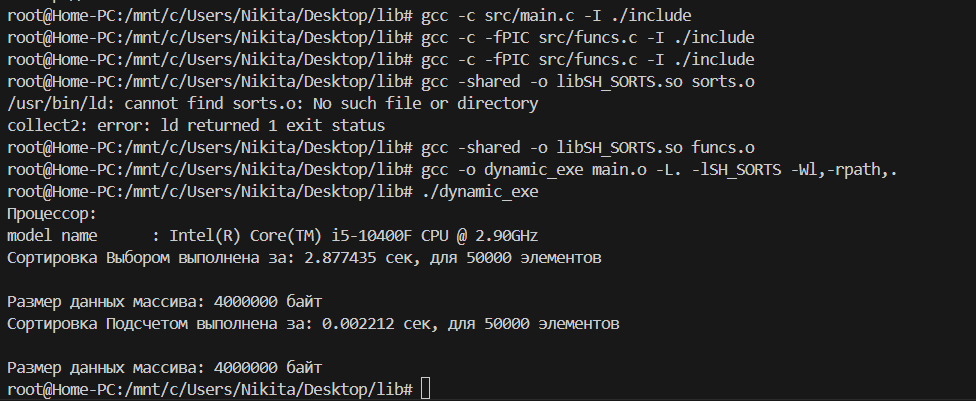 root@Home-PC:/mnt/c/Users/Nikita/Desktop/lib# gcc -c src/main.c -I ./include
root@Home-PC:/mnt/c/Users/Nikita/Desktop/lib# gcc -c -fPIC src/funcs.c -I ./include
root@Home-PC:/mnt/c/Users/Nikita/Desktop/lib# gcc -c -fPIC src/funcs.c -I ./include
root@Home-PC:/mnt/c/Users/Nikita/Desktop/lib# gcc -shared -o libSH_SORTS.so sorts.o
/usr/bin/ld: cannot find sorts.o: No such file or directory
collect2: error: ld returned 1 exit status
root@Home-PC:/mnt/c/Users/Nikita/Desktop/lib# gcc -shared -o libSH_SORTS.so funcs.o
root@Home-PC:/mnt/c/Users/Nikita/Desktop/lib# gcc -o dynamic_exe main.o -L. -lSH_SORTS -Wl,-rpath,.
root@Home-PC:/mnt/c/Users/Nikita/Desktop/lib# ./dynamic_exe
Процессор:
model name      : Intel(R) Core(TM) i5-10400F CPU @ 2.90GHz
Сортировка Выбором выполнена за: 2.877435 сек, для 50000 элементов
Размер данных массива: 4000000 байт
Сортировка Подсчетом выполнена за: 0.002212 сек, для 50000 элементов
Размер данных массива: 4000000 байт
root@Home-PC:/mnt/c/Users/Nikita/Desktop/lib#